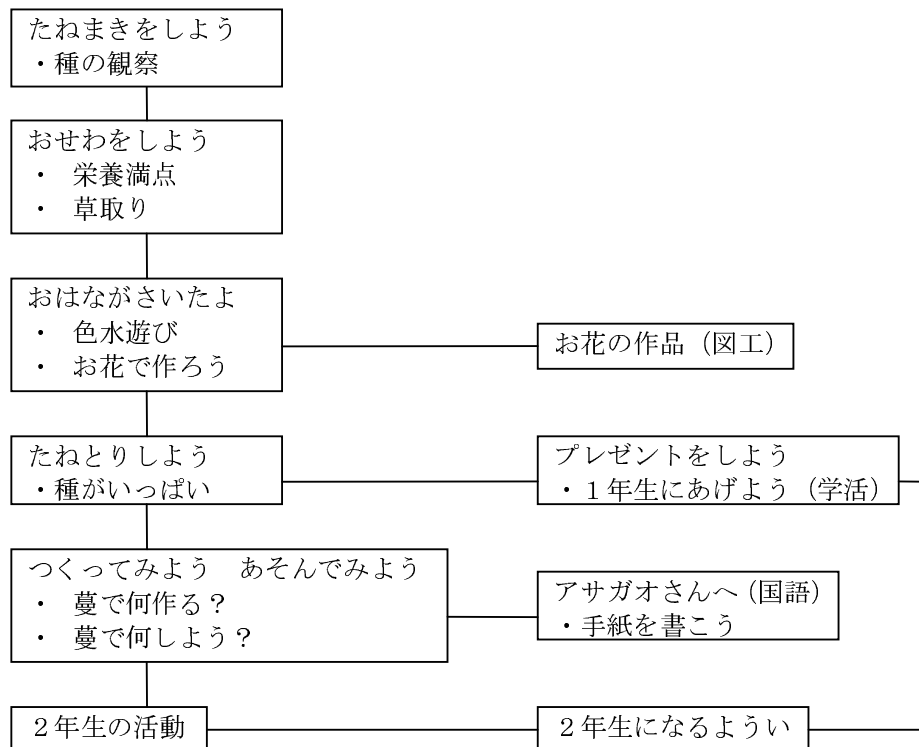 たねまきをしよう
・種の観察
おせわをしよう
・ 栄養満点
・ 草取り
おはながさいたよ
・ 色水遊び
・ お花で作ろう
お花の作品（図工）
たねとりしよう
・種がいっぱい
プレゼントをしよう
・１年生にあげよう（学活）
つくってみよう　あそんでみよう
・ 蔓で何作る？
・ 蔓で何しよう？
アサガオさんへ（国語）
・手紙を書こう
２年生の活動
２年生になるようい